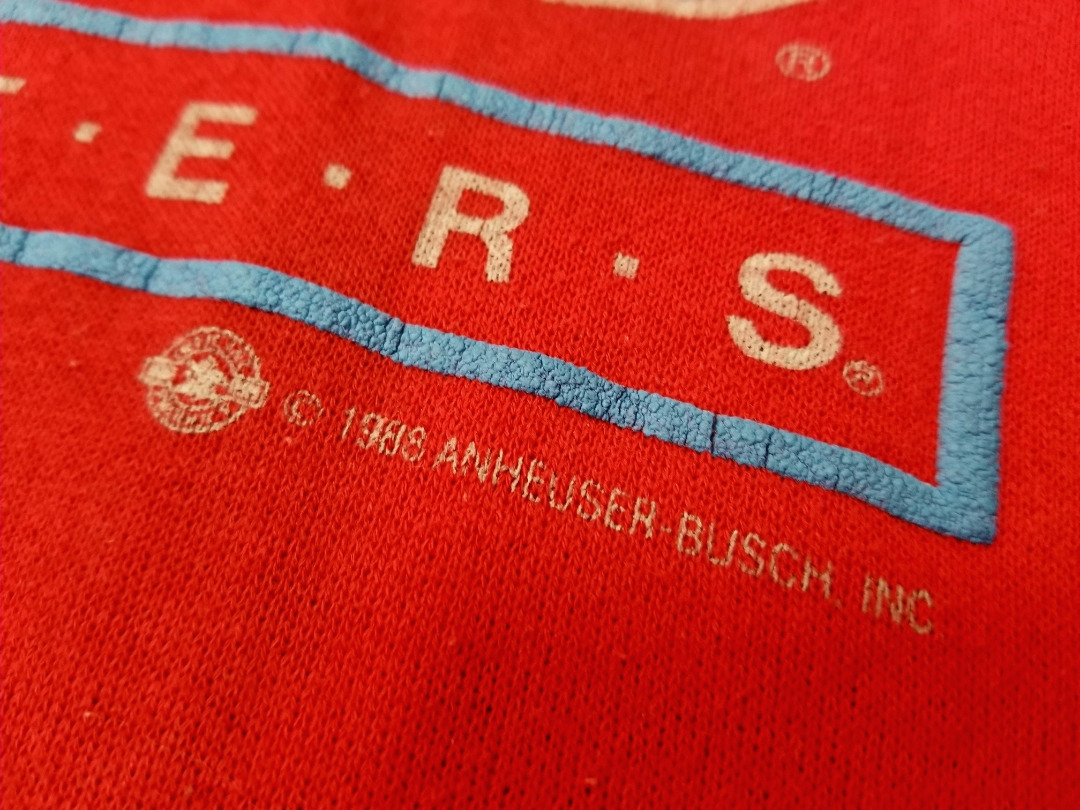 ®
· E · R · S ®
© 1988 ANHEUSER-BUSCH, INC